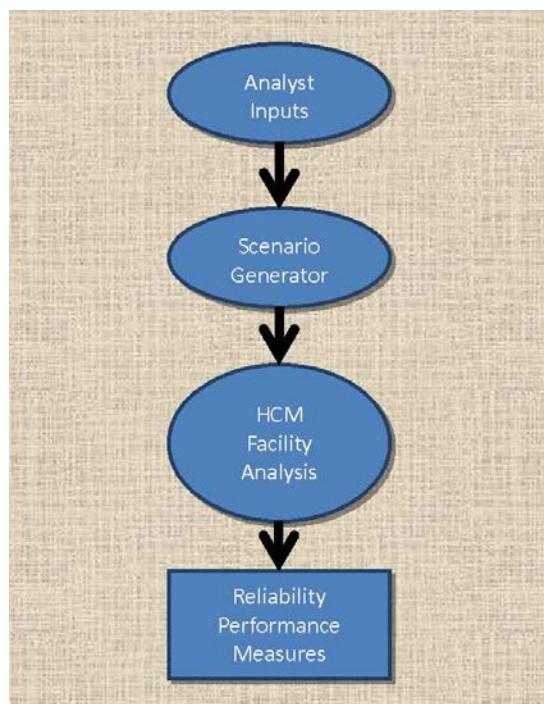 Analyst
Inputs
Scenario
Generator
HCM
Facility
Analysis
Reliability
Performance
Measures